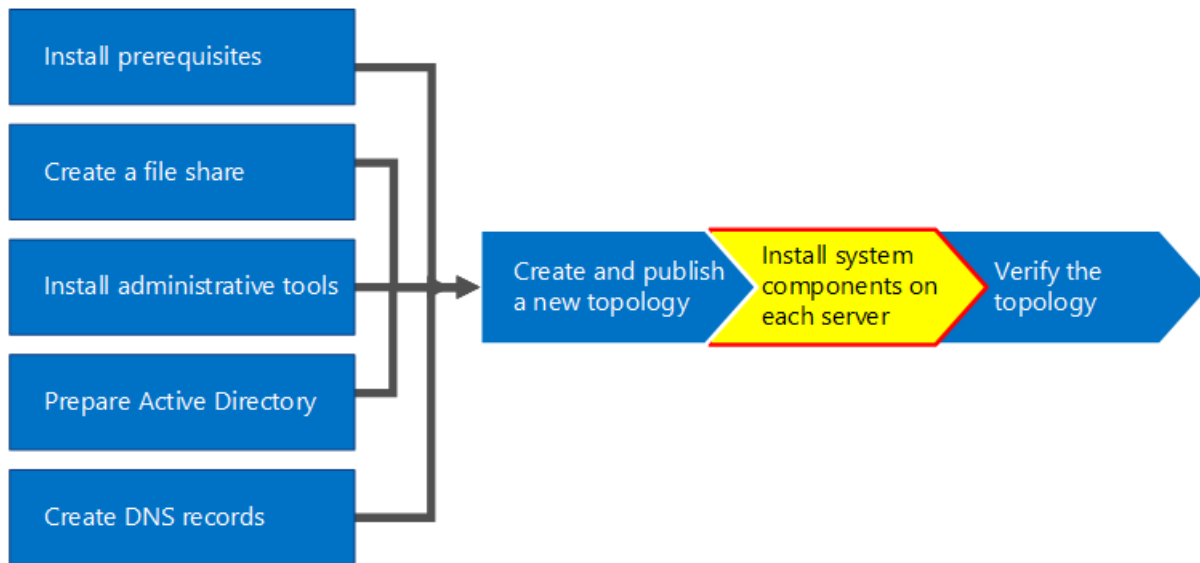 Install prerequisites
Create a file share
Install administrative tools
Prepare Active Directory
Create DNS records
Create and publish
a new topology
Install system
components on
each server
Verify the
topology